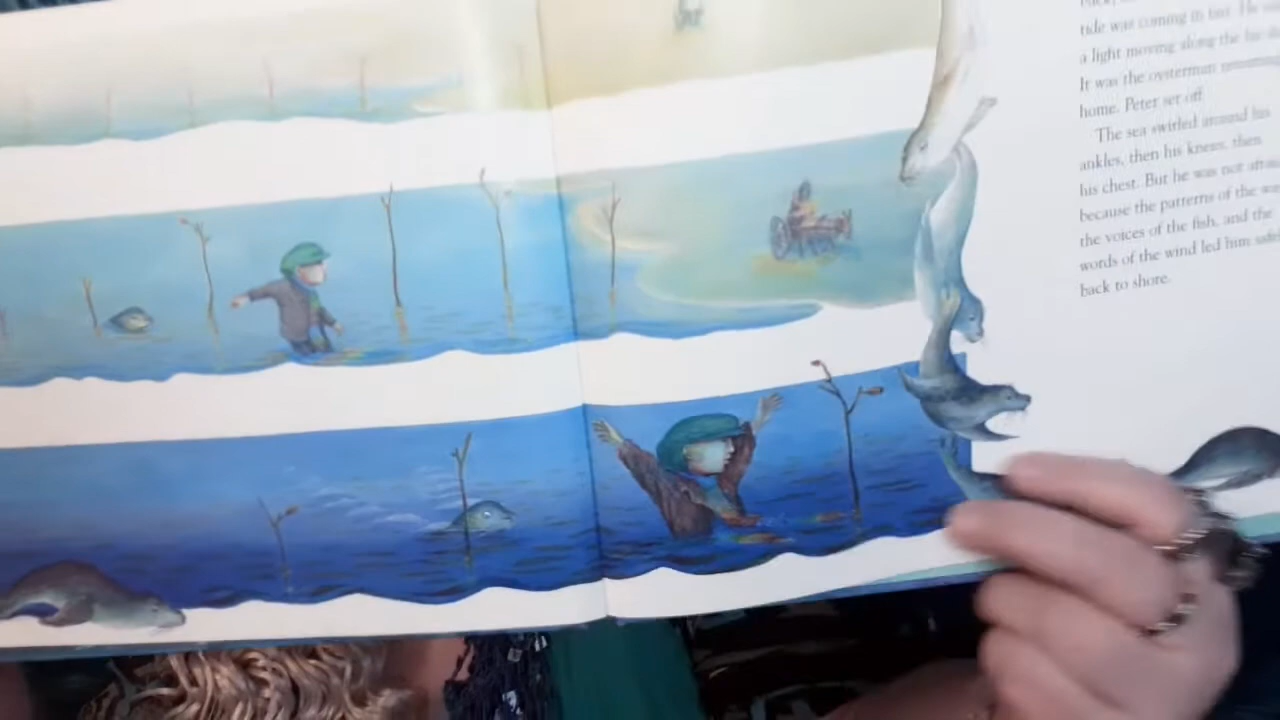 tide was coming in fast. He
a light moving along the
It was the oysterman
home. Peter set off.
The sea swirled around his
ankles, then his knees, then
his chest. But he was not
because the patterns of the
the voices of the fish, and the
words of the wind led him
back to shore.